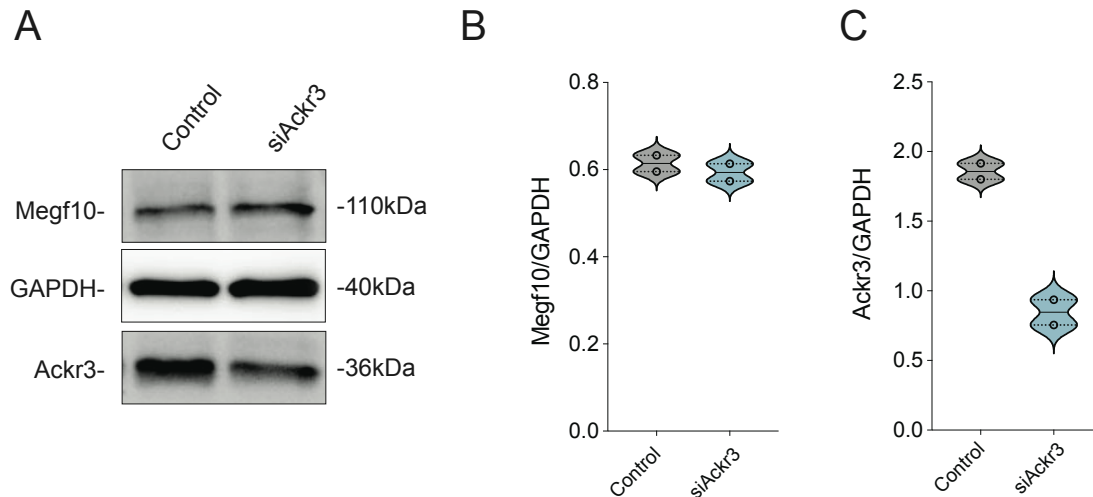 A
Control
siAckr3
Megf10-
-110kDa
GAPDH-
-40kDa
Ackr3-
-36kDa
B
Megf10/GAPDH
0.8
0.6
0.4
0.2
0.0
Control
siAckr3
C
Ackr3/GAPDH
2.5
2.0
1.5
1.0
0.5
0.0
Control
siAckr3